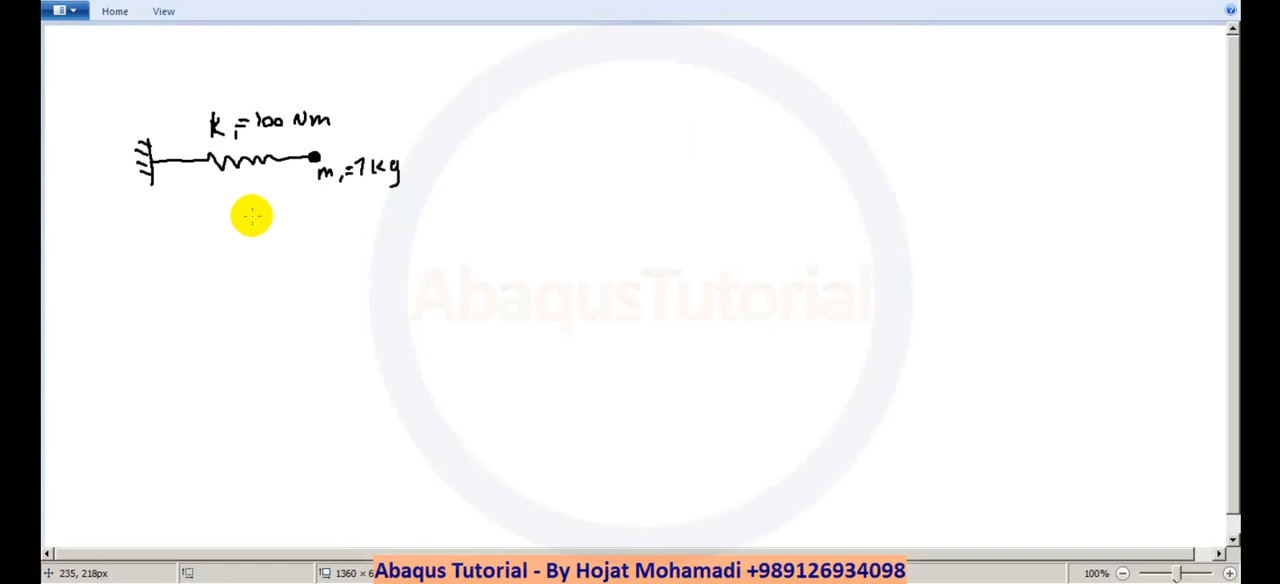 Home View
K₁=100 Nm
m₁=1kg
AbaqusTutorial
235, 218px
1360 × 6
100%
Abaqus Tutorial - By Hojat Mohamadi +989126934098